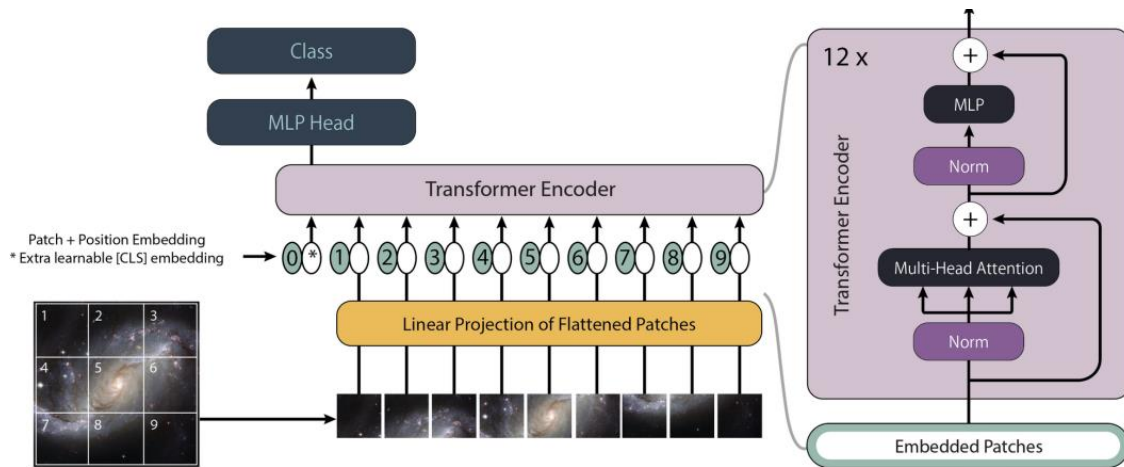 Class
MLP Head
Transformer Encoder
Patch + Position Embedding
* Extra learnable [CLS] embedding
0 * 1 2 3 4 5 6 7 8 9
Linear Projection of Flattened Patches
1 2 3
4 5 6
7 8 9
12 x
+
MLP
Norm
+
Multi-Head Attention
Norm
Transformer Encoder
Embedded Patches